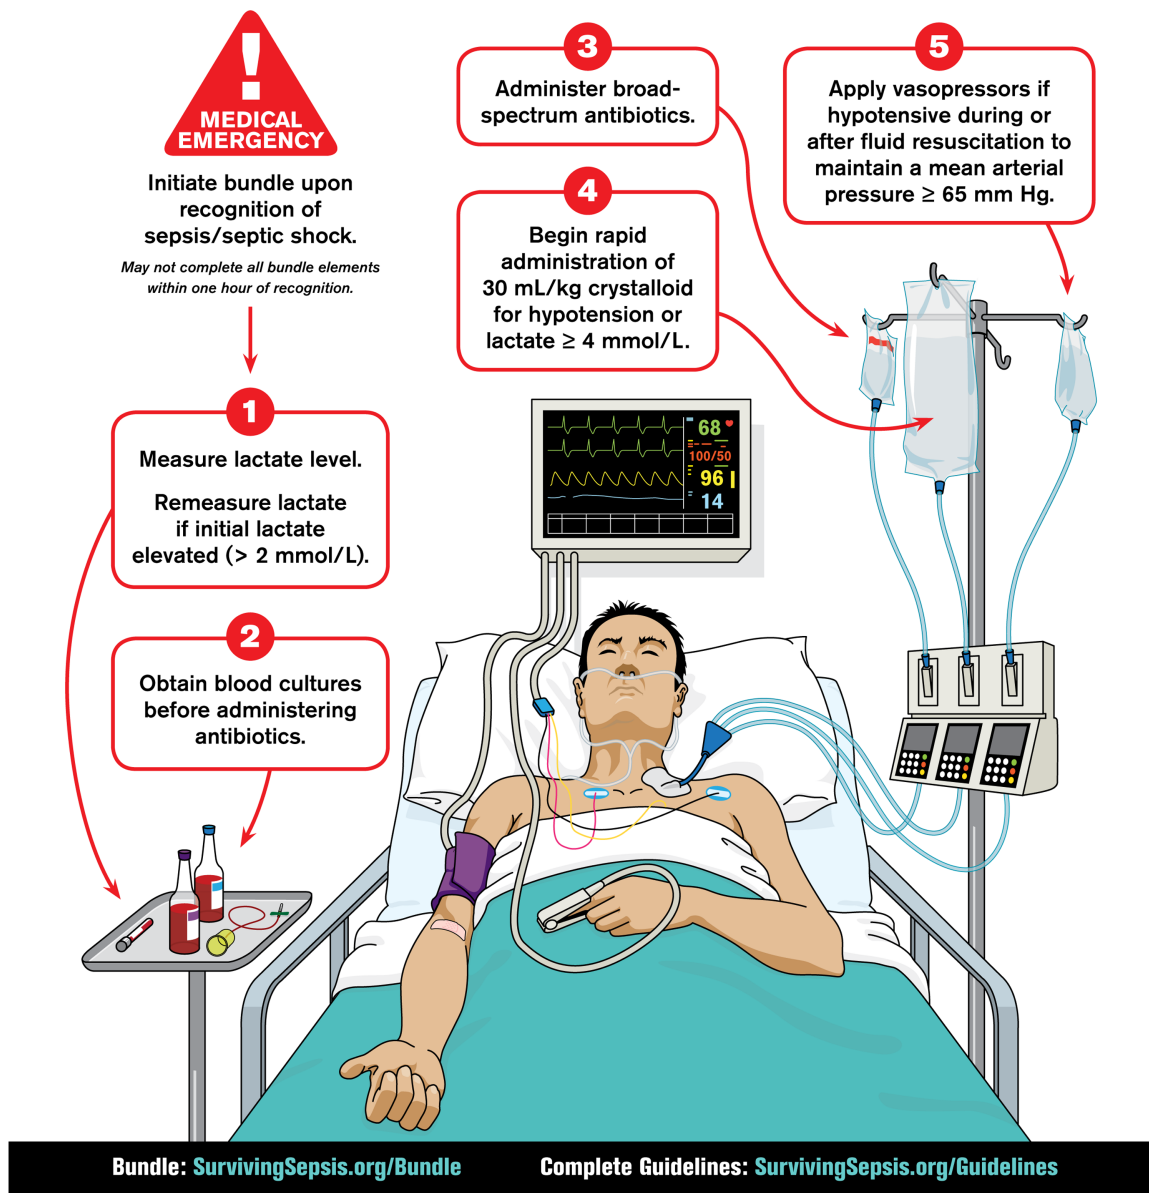 !
MEDICAL
EMERGENCY
Initiate bundle upon
recognition of
sepsis/septic shock.
May not complete all bundle elements
within one hour of recognition.
1
Measure lactate level.
Remeasure lactate
if initial lactate
elevated (> 2 mmol/L).
2
Obtain blood cultures
before administering
antibiotics.
3
Administer broad-
spectrum antibiotics.
4
Begin rapid
administration of
30 mL/kg crystalloid
for hypotension or
lactate ≥ 4 mmol/L.
5
Apply vasopressors if
hypotensive during or
after fluid resuscitation to
maintain a mean arterial
pressure ≥ 65 mm Hg.
68
100/50
96
14
Bundle: SurvivingSepsis.org/Bundle
Complete Guidelines: SurvivingSepsis.org/Guidelines